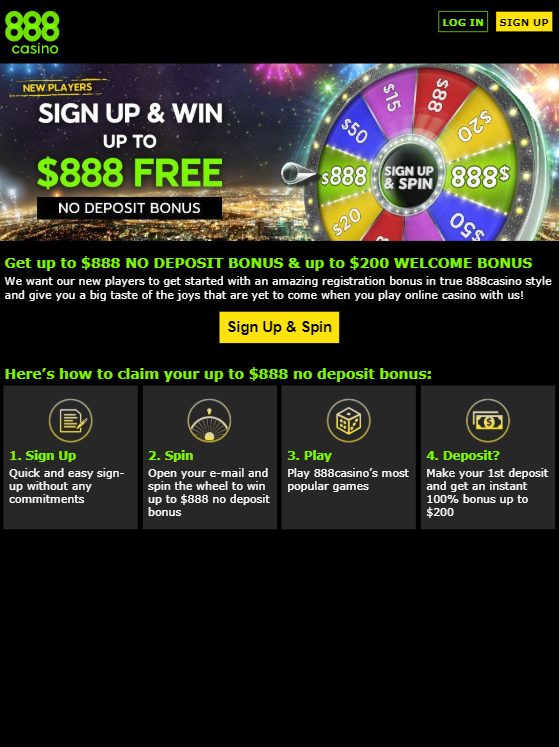 888
casino
LOG IN
SIGN UP
NEW PLAYERS
SIGN UP & WIN
UP TO
$888 FREE
NO DEPOSIT BONUS
$15
$88
$20
$50
$888
SIGN UP
& SPIN
888$
$20
$50
Get up to $888 NO DEPOSIT BONUS & up to $200 WELCOME BONUS
We want our new players to get started with an amazing registration bonus in true 888casino style
and give you a big taste of the joys that are yet to come when you play online casino with us!
Sign Up & Spin
Here’s how to claim your up to $888 no deposit bonus:
1. Sign Up
Quick and easy sign-
up without any
commitments
2. Spin
Open your e-mail and
spin the wheel to win
up to $888 no deposit
bonus
3. Play
Play 888casino’s most
popular games
4. Deposit?
Make your 1st deposit
and get an instant
100% bonus up to
$200